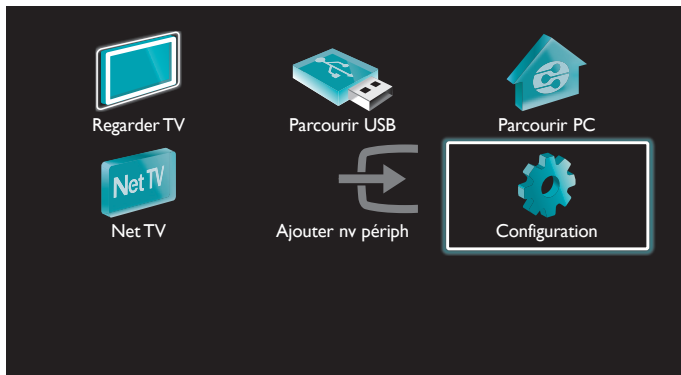 Regarder TV
Parcourir USB
Parcourir PC
Net TV
Net TV
Ajouter nv périph
Configuration